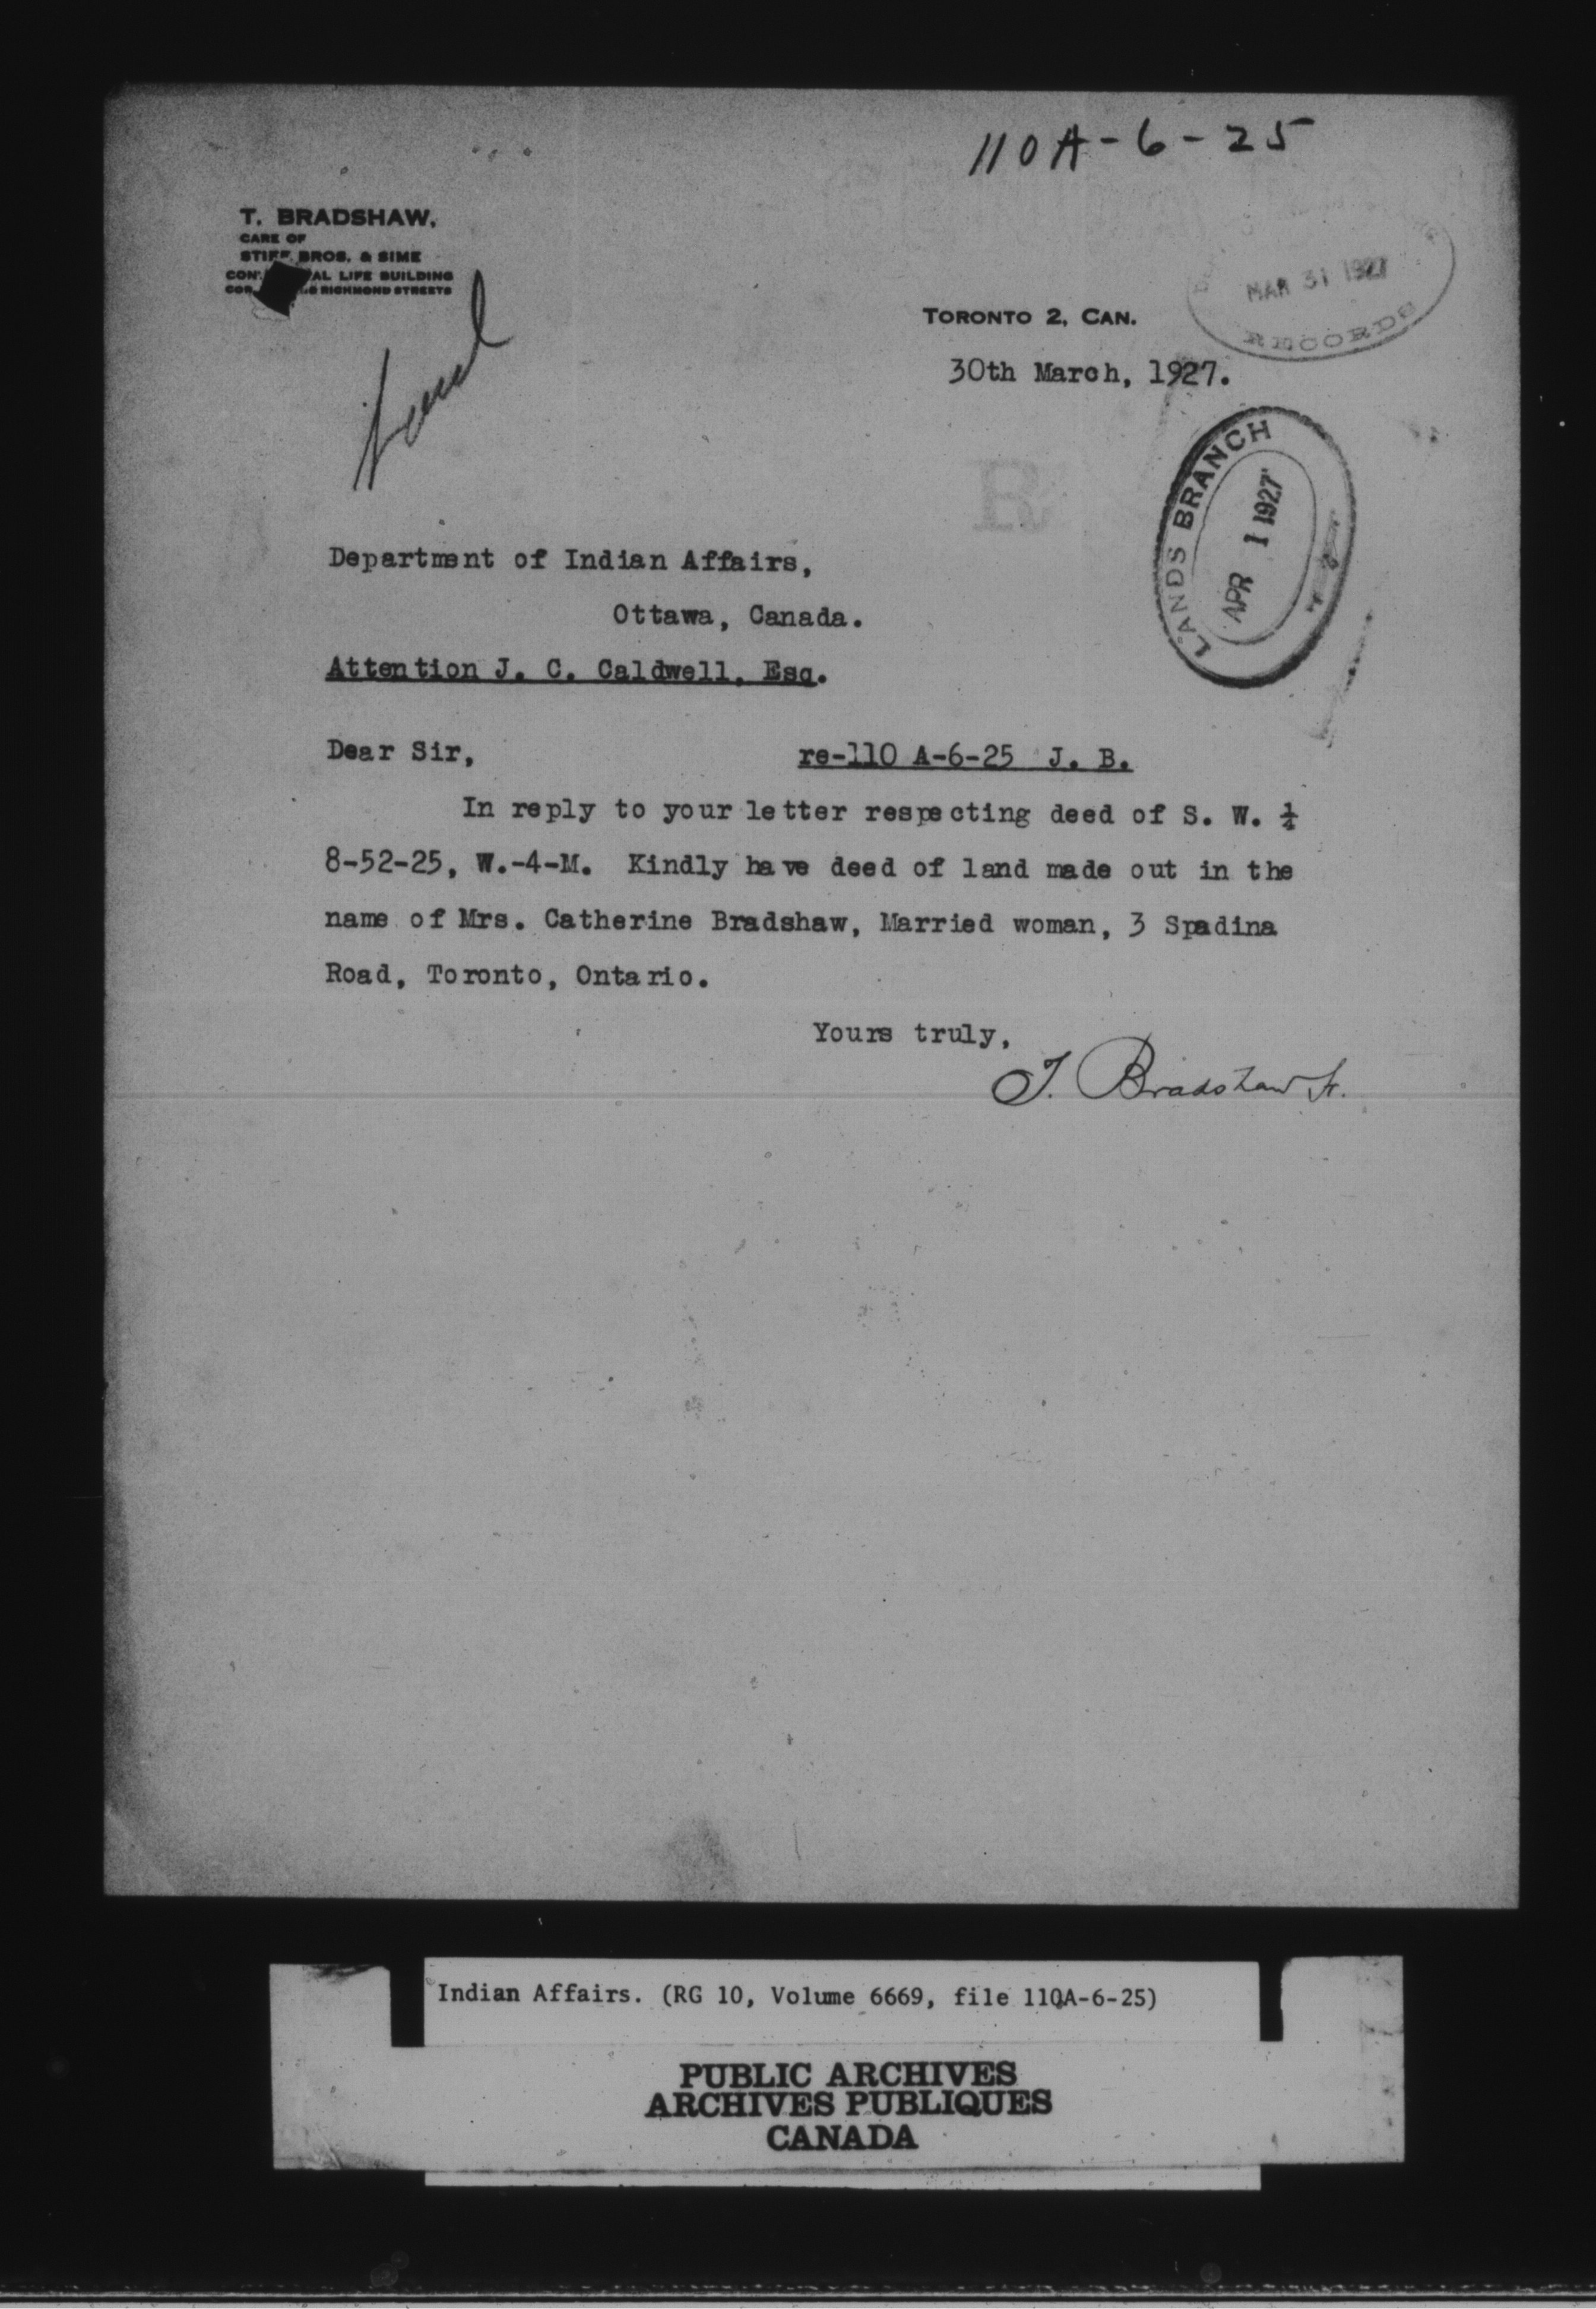 110A-6-25
T. BRADSHAW,
CARE OF
STIFF BROS. & SIME
LIFE BUILDING
RICHMOND STREETS
MAR 31 1927
RECORDS
TORONTO 2, CAN.
30th March, 1927.
LANDS BRANCH
APR 1 1927
Department of Indian Affairs,
Ottawa, Canada.
Attention J. C. Caldwell, Esq.
Dear Sir,
re-110 A-6-25 J. B.
In reply to your letter respecting deed of S. W. ¼
8-52-25, W.-4-M. Kindly have deed of land made out in the
name of Mrs. Catherine Bradshaw, Married woman, 3 Spadina
Road, Toronto, Ontario.
Yours truly,
T. Bradshaw Jr.
Indian Affairs. (RG 10, Volume 6669, file 110A-6-25)
PUBLIC ARCHIVES
ARCHIVES PUBLIQUES
CANADA